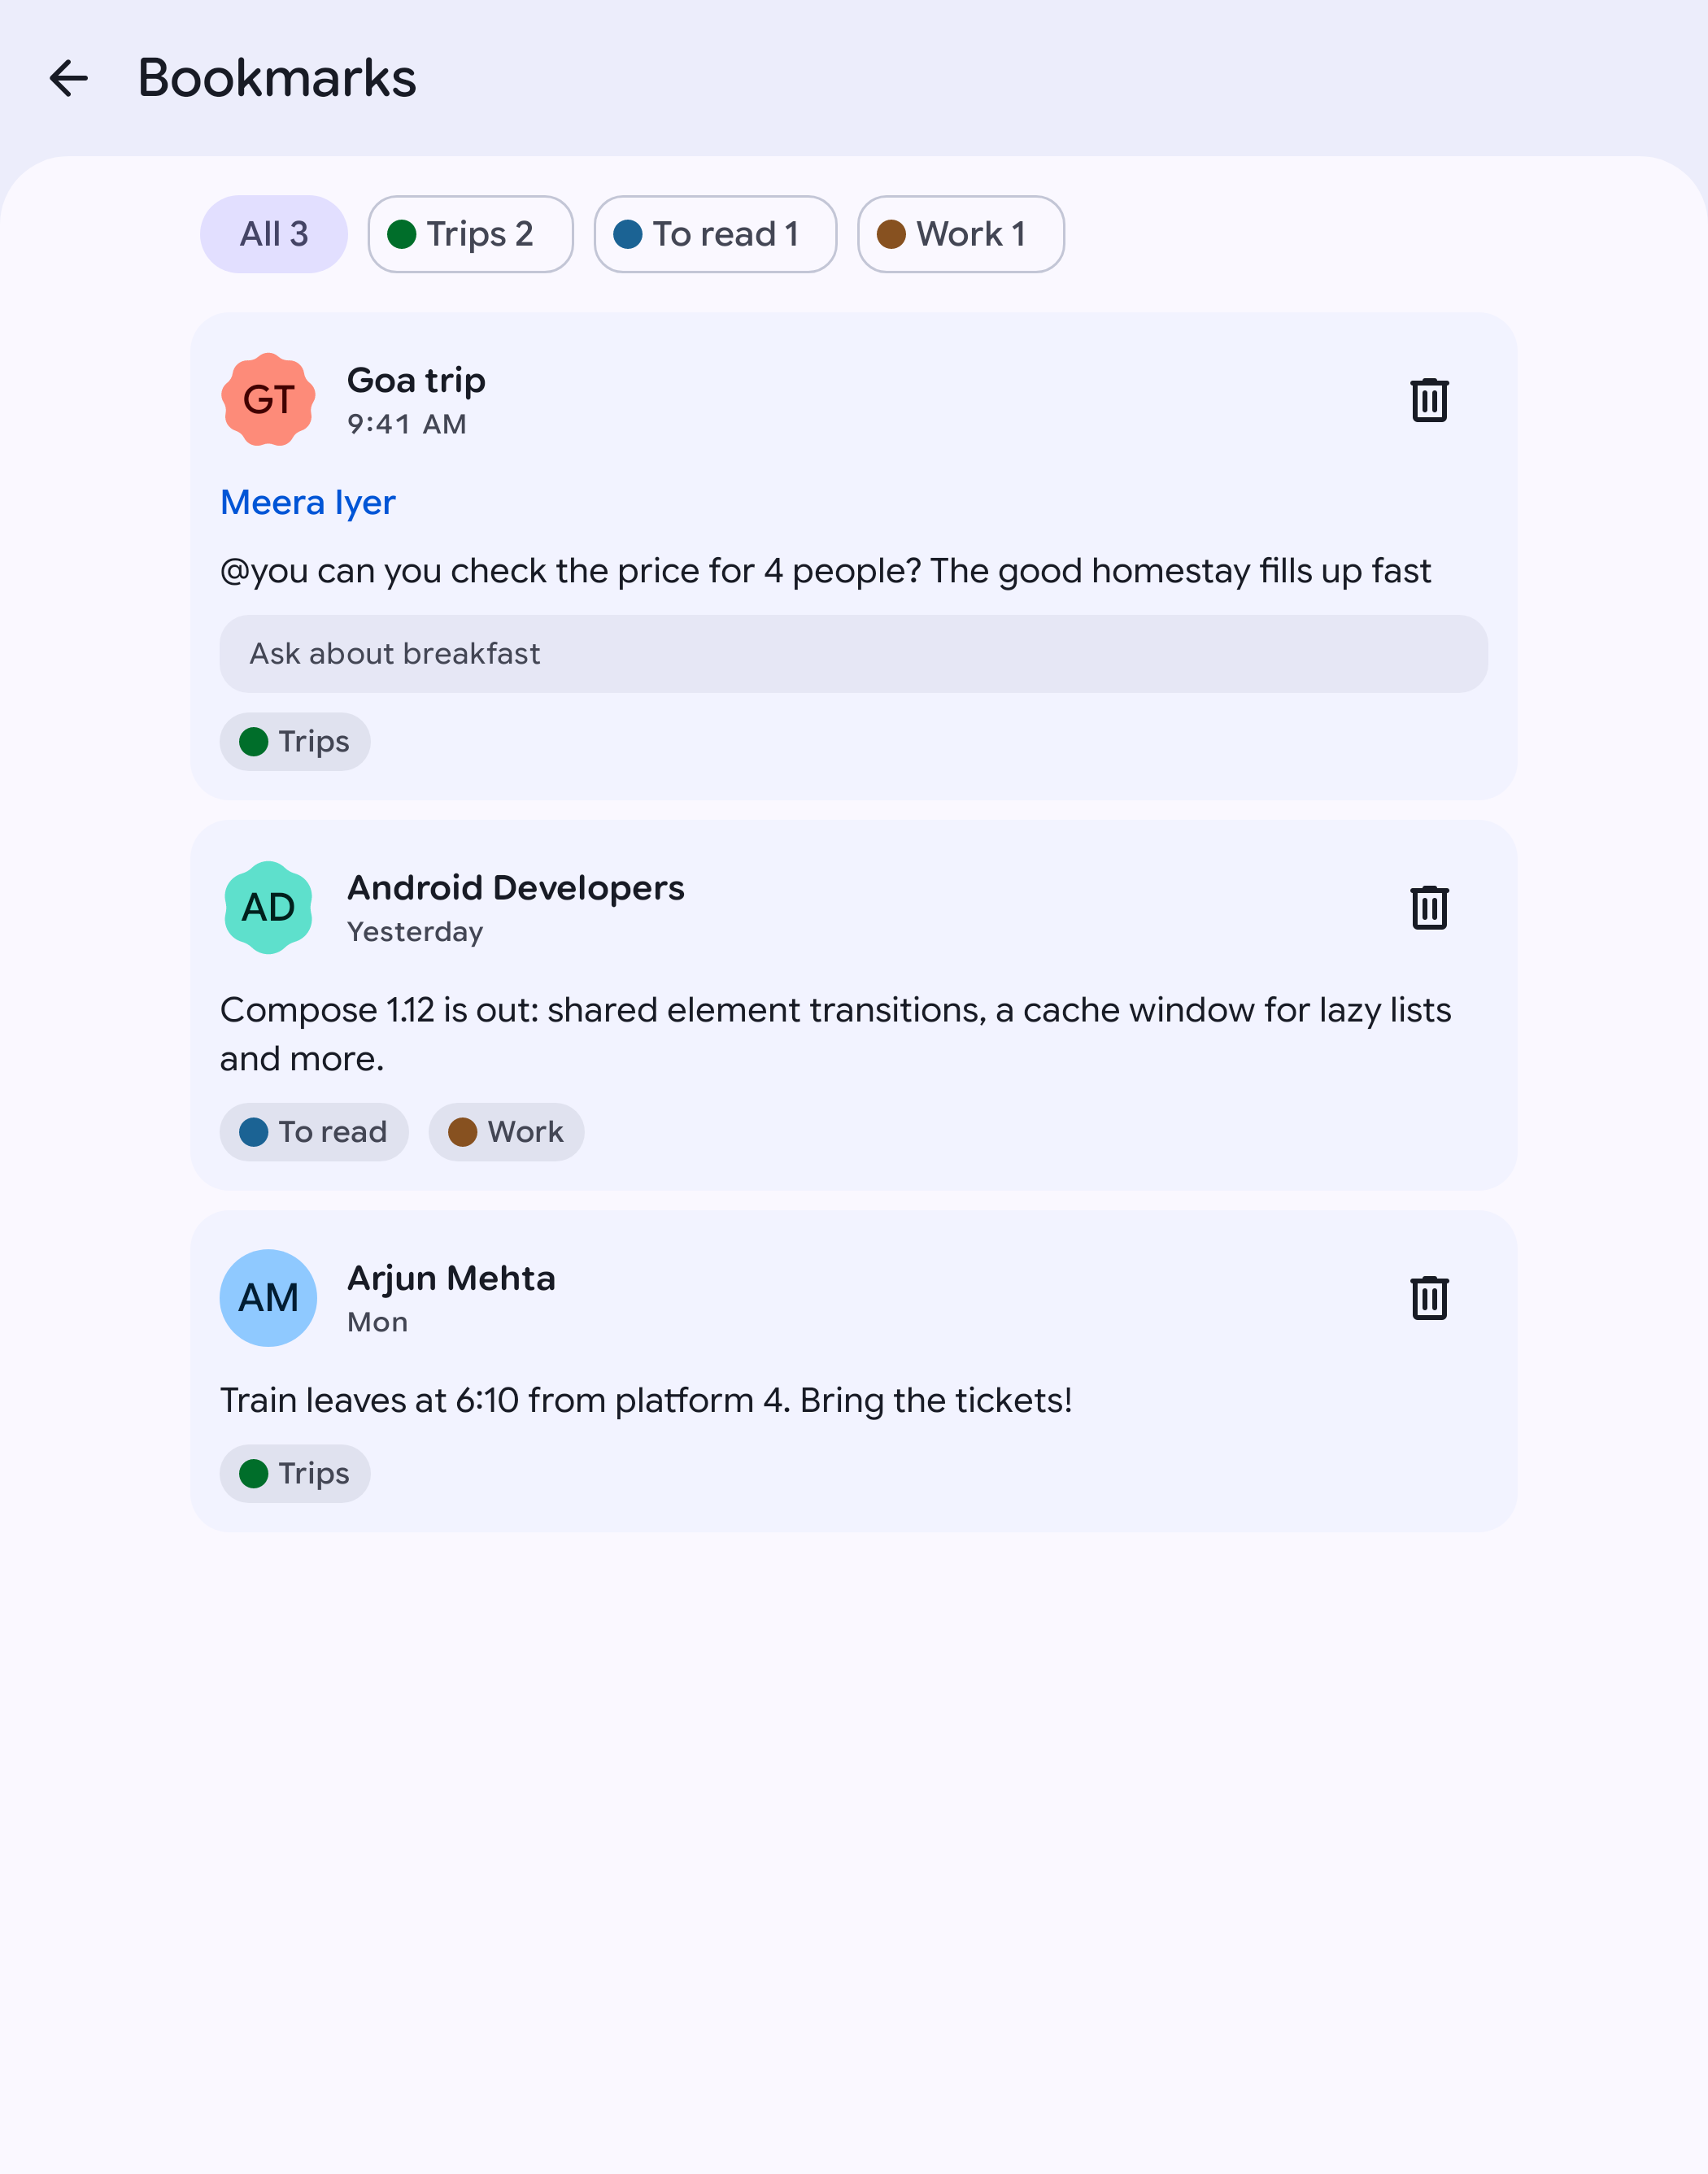 Bookmarks
All 3
Trips 2
To read 1
Work 1
GT
Goa trip
9:41 AM
Meera Iyer
@you can you check the price for 4 people? The good homestay fills up fast
Ask about breakfast
Trips
AD
Android Developers
Yesterday
Compose 1.12 is out: shared element transitions, a cache window for lazy lists
and more.
To read
Work
AM
Arjun Mehta
Mon
Train leaves at 6:10 from platform 4. Bring the tickets!
Trips